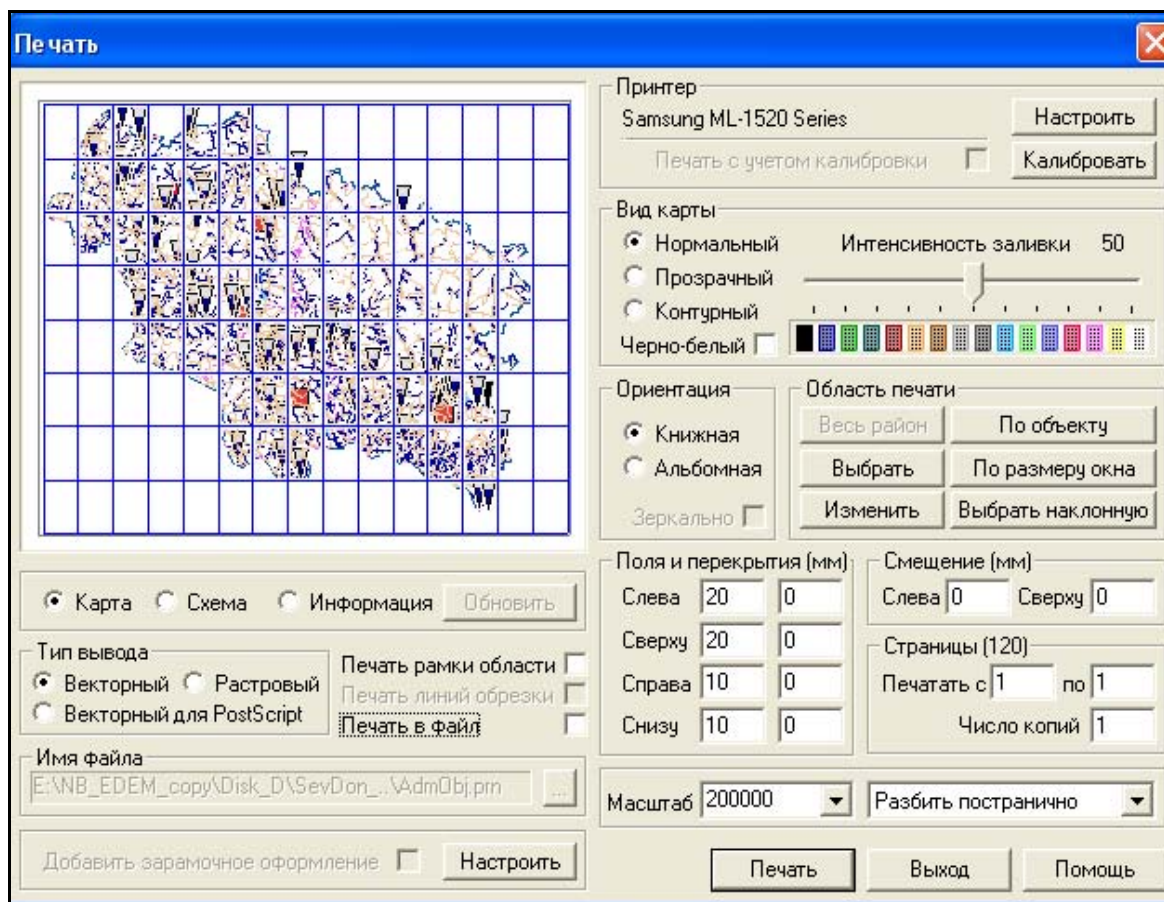 Печать
Принтер
Samsung ML-1520 Series
Настроить
Печать с учетом калибровки
Калибровать
Вид карты
Нормальный
Интенсивность заливки 50
Прозрачный
Контурный
Черно-белый
Ориентация
Книжная
Альбомная
Зеркально
Область печати
Весь район
По объекту
Выбрать
По размеру окна
Изменить
Выбрать наклонную
Карта
Схема
Информация
Обновить
Тип вывода
Векторный
Растровый
Векторный для PostScript
Печать рамки области
Печать линий обрезки
Печать в файл
Имя файла
E:\NB_EDEM_copy\Disk_D\SevDon_..\AdmObj.prn
...
Добавить зарамочное оформление
Настроить
Поля и перекрытия (мм)
Слева 20 0
Сверху 20 0
Справа 10 0
Снизу 10 0
Смещение (мм)
Слева 0 Сверху 0
Страницы (120)
Печатать с 1 по 1
Число копий 1
Масштаб 200000
Разбить постранично
Печать
Выход
Помощь